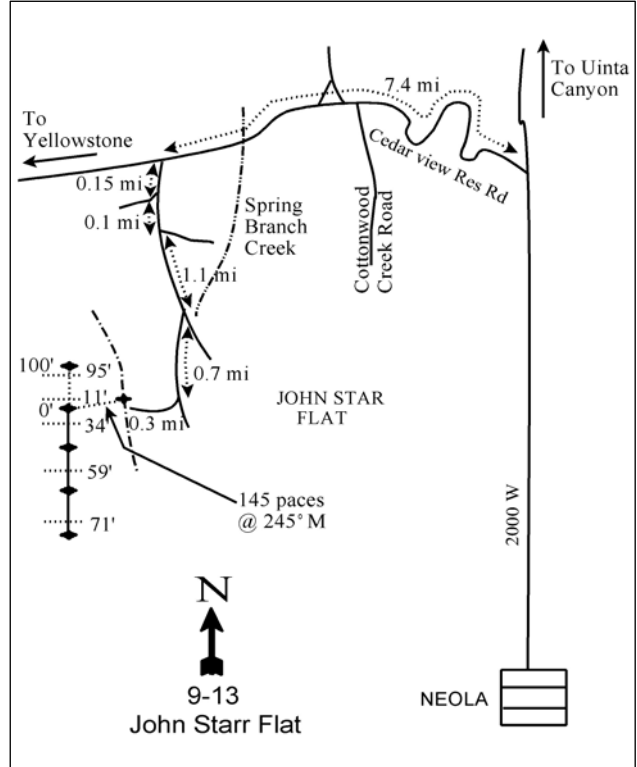 To Uinta
Canyon
7.4 mi
To
Yellowstone
Cedar view Res Rd
0.15 mi
0.1 mi
Spring
Branch
Creek
Cottonwood
Creek Road
1.1 mi
0.7 mi
100'
95'
11'
0'
34'
0.3 mi
JOHN STAR
FLAT
59'
71'
145 paces
@ 245° M
2000 W
N
9-13
John Starr Flat
NEOLA